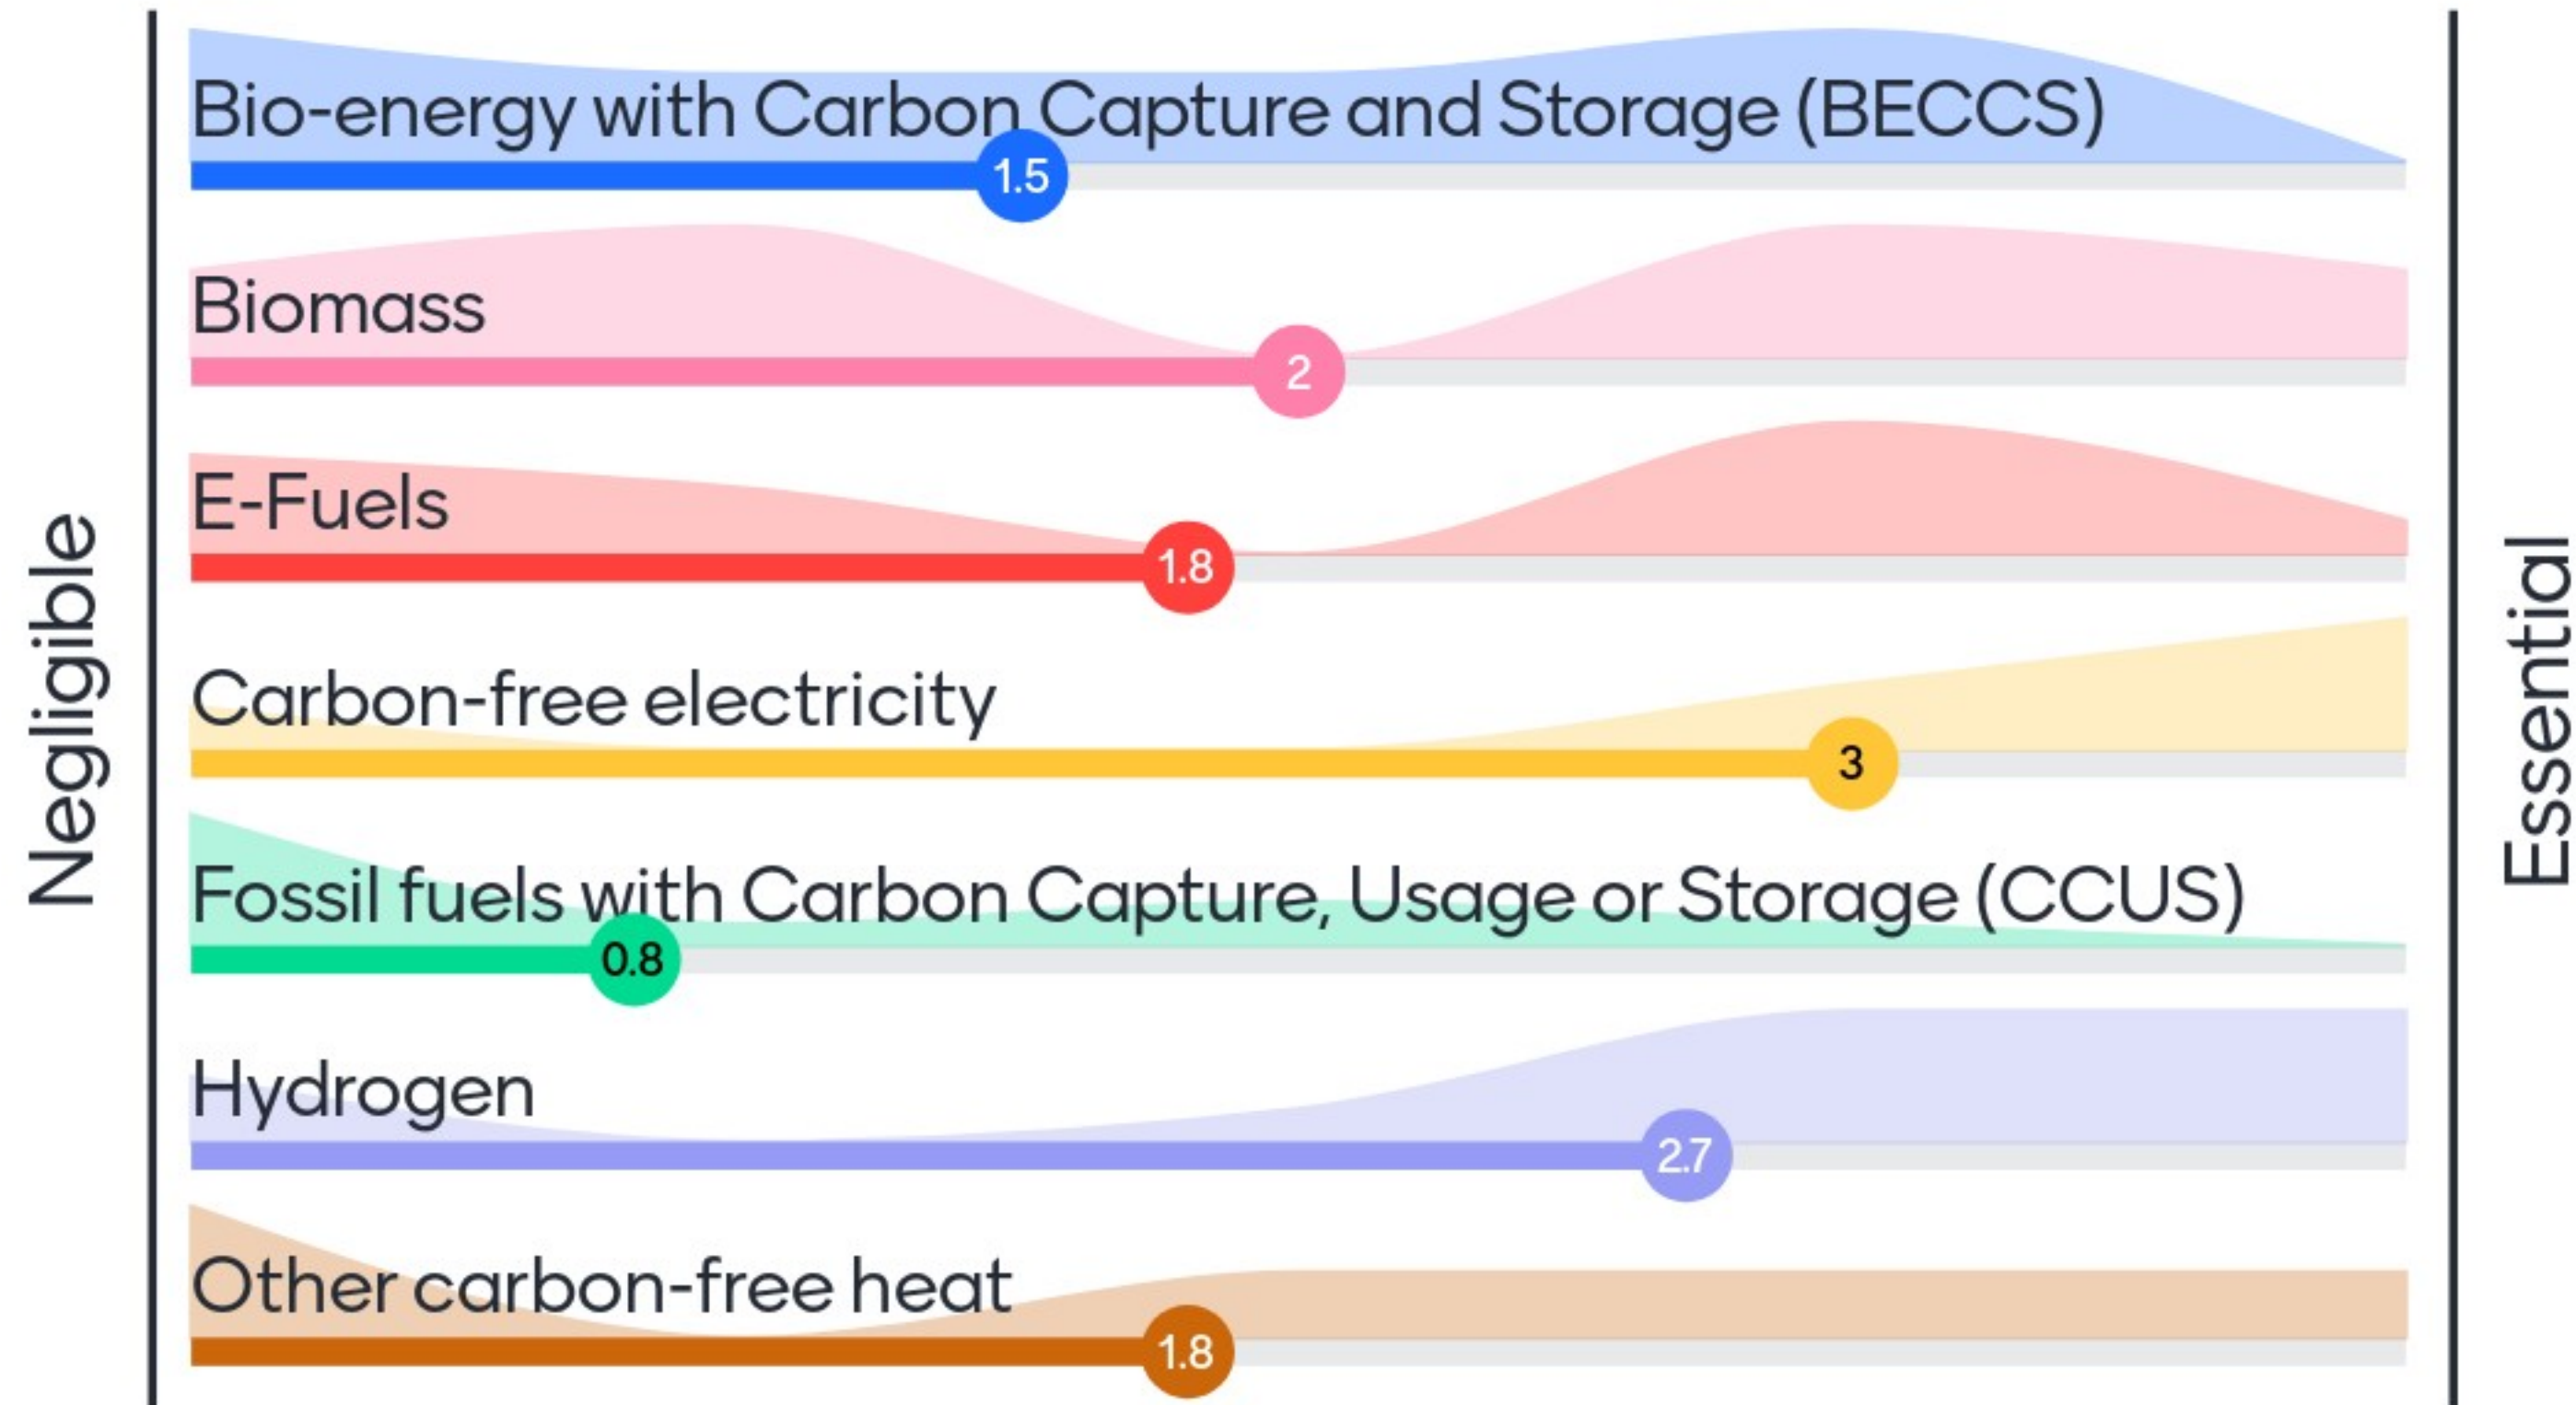 Negligible
Bio-energy with Carbon Capture and Storage (BECCS)
1.5
Biomass
2
E-Fuels
1.8
Carbon-free electricity
3
Fossil fuels with Carbon Capture, Usage or Storage (CCUS)
0.8
Hydrogen
2.7
Other carbon-free heat
1.8
Essential